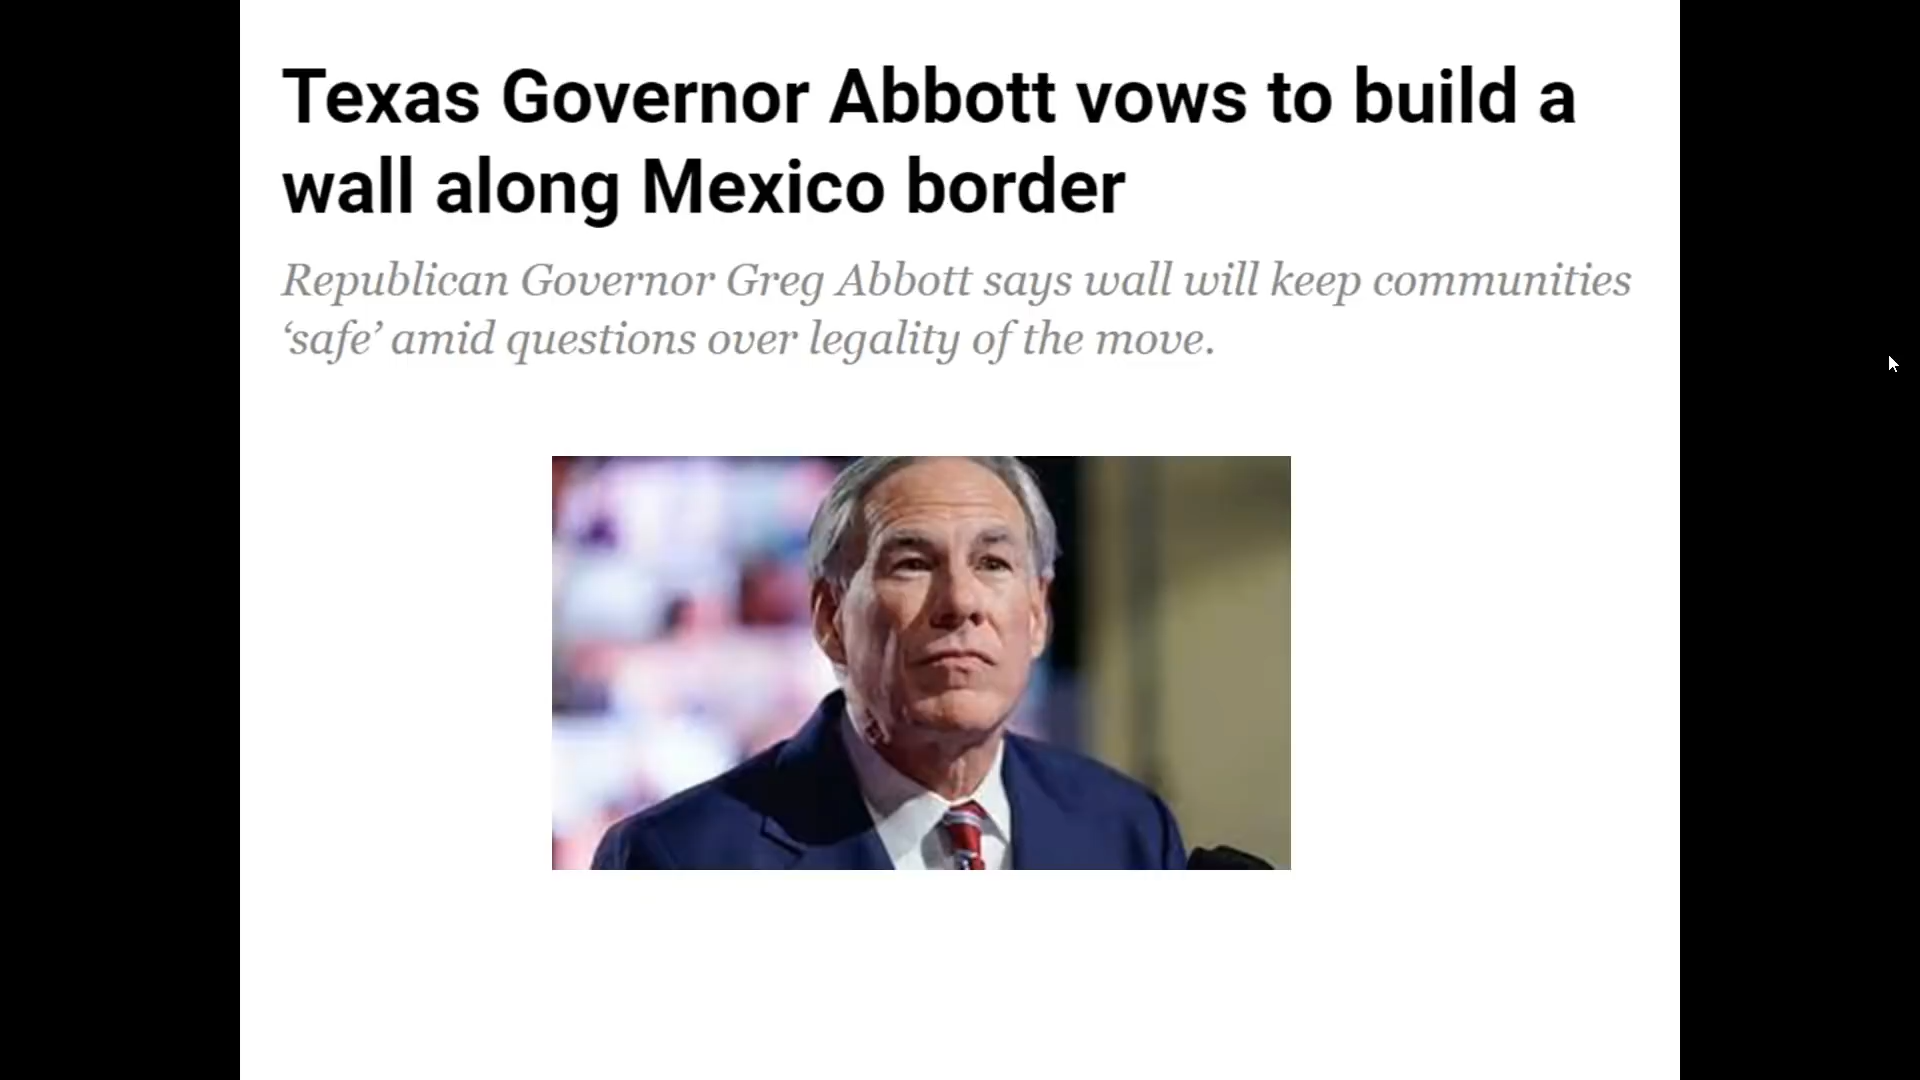 Texas Governor Abbott vows to build a
wall along Mexico border
Republican Governor Greg Abbott says wall will keep communities
‘safe’ amid questions over legality of the move.